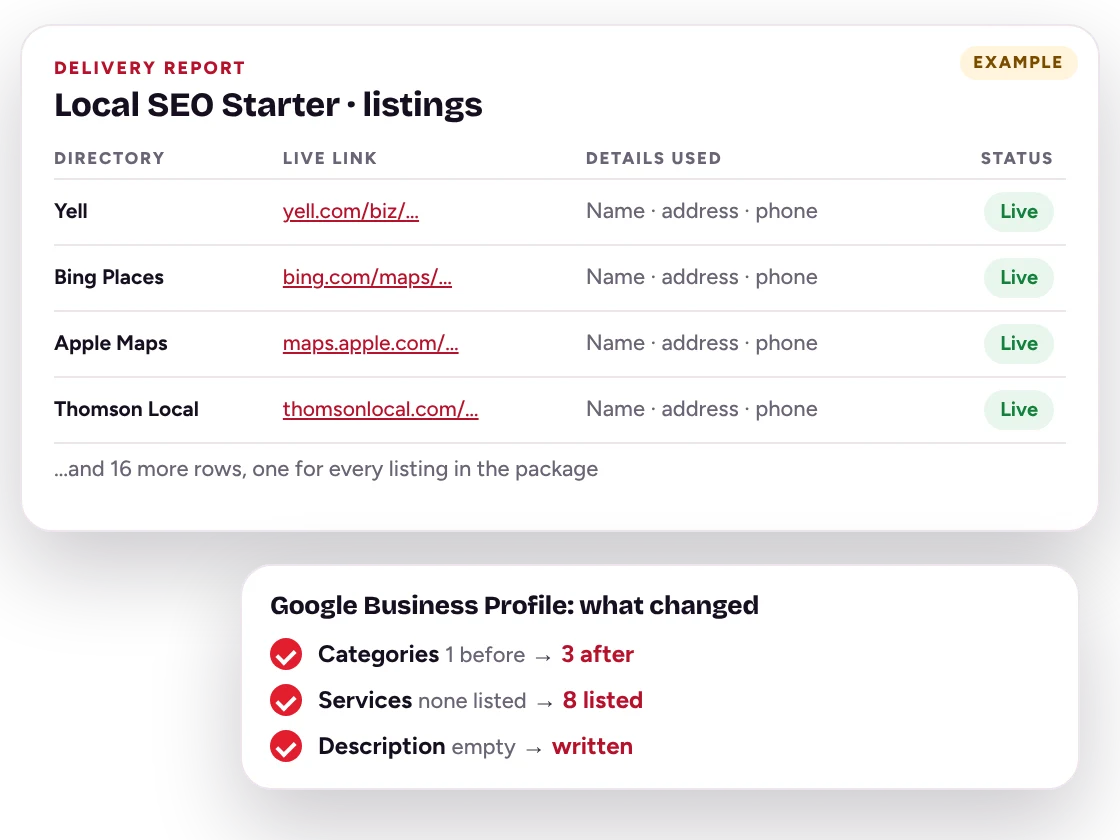 DELIVERY REPORT
EXAMPLE
Local SEO Starter · listings
DIRECTORY LIVE LINK DETAILS USED STATUS
Yell yell.com/biz/... Name · address · phone Live
Bing Places bing.com/maps/... Name · address · phone Live
Apple Maps maps.apple.com/... Name · address · phone Live
Thomson Local thomsonlocal.com/... Name · address · phone Live
...and 16 more rows, one for every listing in the package
Google Business Profile: what changed
Categories 1 before → 3 after
Services none listed → 8 listed
Description empty → written